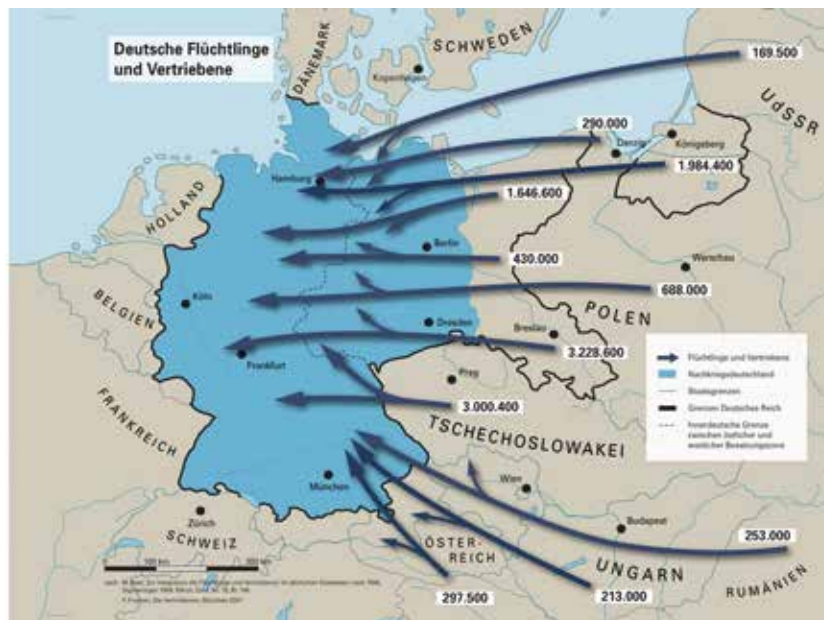 Deutsche Flüchtlinge
und Vertriebene
DÄNEMARK
SCHWEDEN
Kopenhagen
169.500
UdSSR
290.000
Danzig
Königsberg
1.984.400
Hamburg
HOLLAND
1.646.600
Berlin
430.000
Warschau
688.000
BELGIEN
Köln
POLEN
Dresden
Breslau
3.228.600
Frankfurt
Prag
3.000.400
FRANKREICH
TSCHECHOSLOWAKEI
Flüchtlinge und Vertriebene
Nachkriegsdeutschland
Staatsgrenzen
Grenzen Deutsches Reich
Innerdeutsche Grenze
zwischen östlicher und
westlicher Besatzungszone
München
Wien
Zürich
SCHWEIZ
Budapest
253.000
ÖSTER-
REICH
UNGARN
RUMÄNIEN
297.500
213.000
100 km